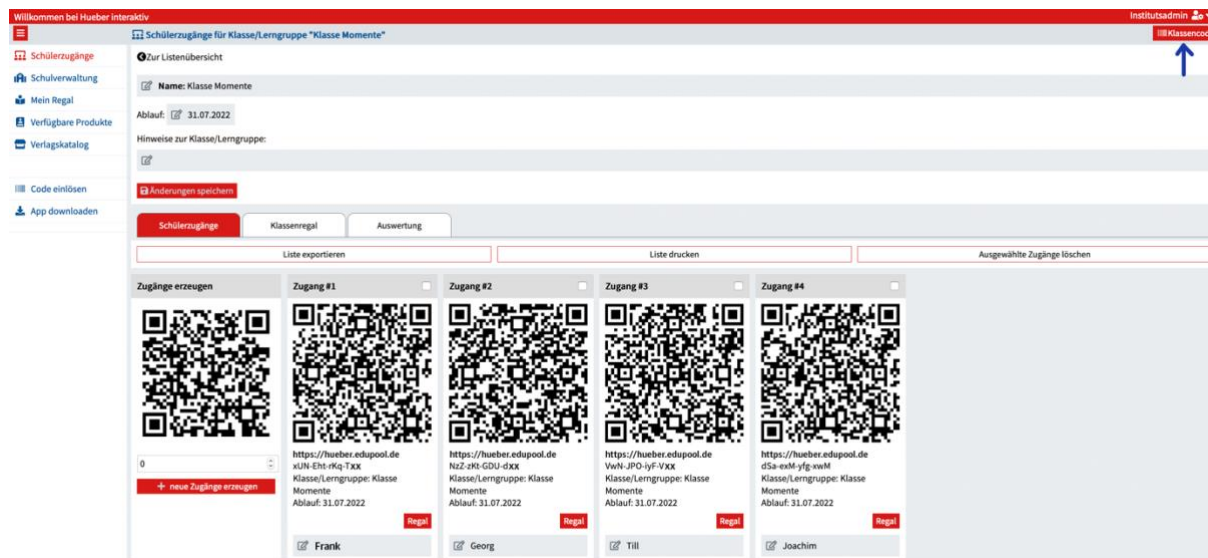 Willkommen bei Hueber interaktiv
Institutsadmin
Schülerzugänge für Klasse/Lerngruppe "Klasse Momente"
Klassencod
Schülerzugänge
Schulverwaltung
Mein Regal
Verfügbare Produkte
Verlagskatalog
Code einlösen
App downloaden
Zur Listenübersicht
Name: Klasse Momente
Ablauf: 31.07.2022
Hinweise zur Klasse/Lerngruppe:
Änderungen speichern
Schülerzugänge Klassenregal Auswertung
Liste exportieren Liste drucken Ausgewählte Zugänge löschen
Zugänge erzeugen
0
+ neue Zugänge erzeugen
Zugang #1
https://hueber.edupool.de
xUN-Eht-rKq-Txx
Klasse/Lerngruppe: Klasse
Momente
Ablauf: 31.07.2022
Regal
Frank
Zugang #2
https://hueber.edupool.de
NzZ-zKt-GDU-dxx
Klasse/Lerngruppe: Klasse
Momente
Ablauf: 31.07.2022
Regal
Georg
Zugang #3
https://hueber.edupool.de
VwN-JPO-iyF-Vxx
Klasse/Lerngruppe: Klasse
Momente
Ablauf: 31.07.2022
Regal
Till
Zugang #4
https://hueber.edupool.de
dSa-exM-yfg-xwM
Klasse/Lerngruppe: Klasse
Momente
Ablauf: 31.07.2022
Regal
Joachim